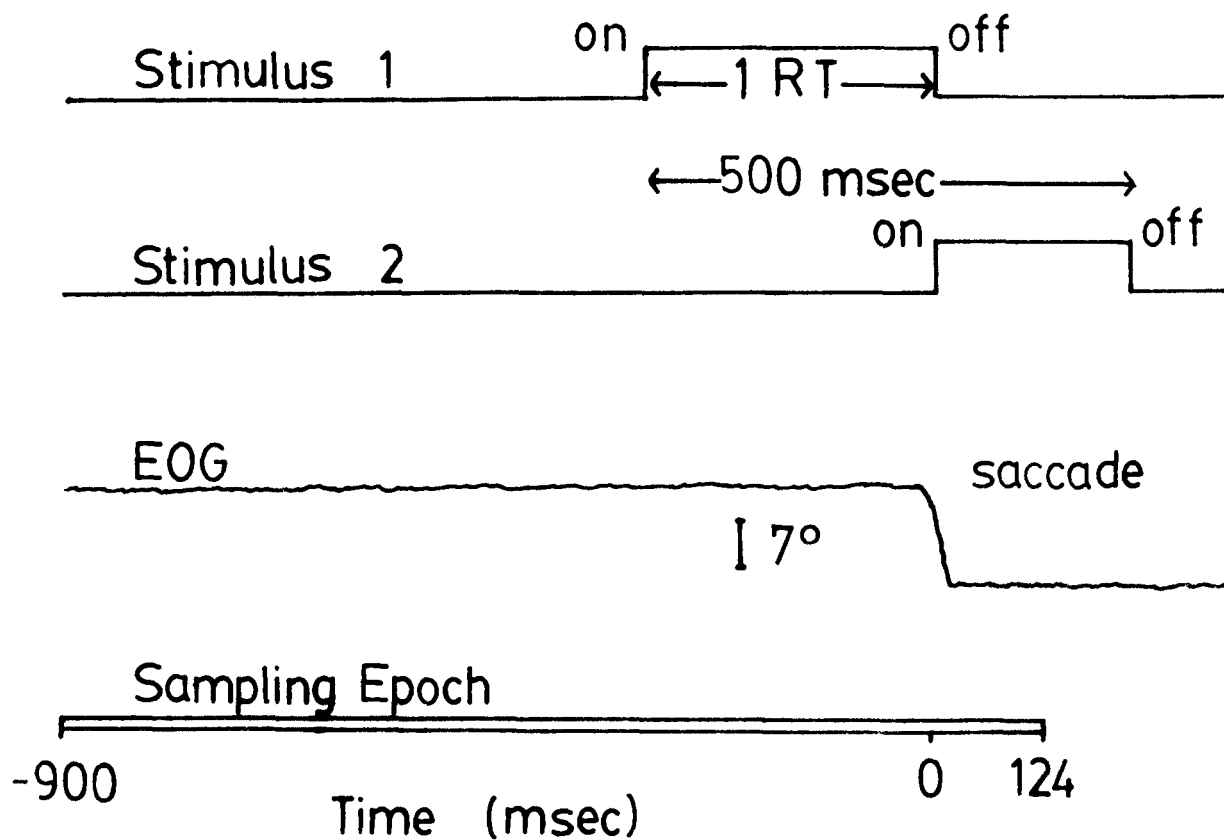 on off
Stimulus 1
1 RT
500 msec
on off
Stimulus 2
EOG saccade
7°
Sampling Epoch
-900 0 124
Time (msec)